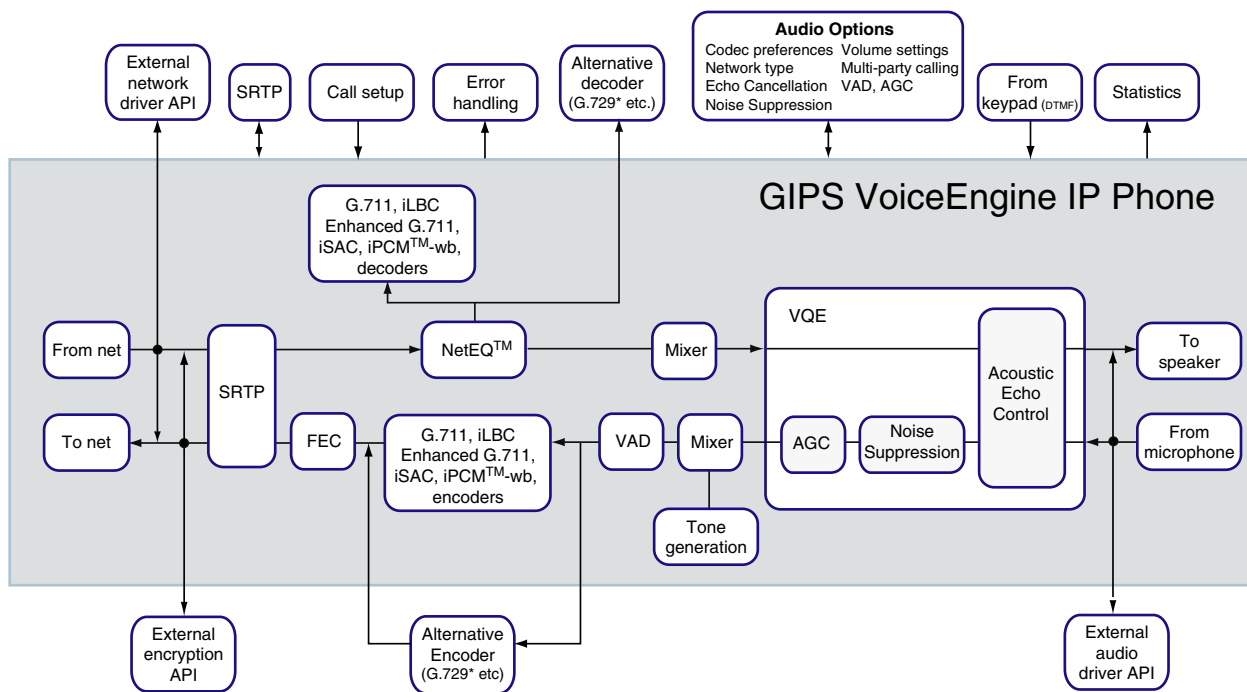 Audio Options
Codec preferences Volume settings
Network type Multi-party calling
Echo Cancellation VAD, AGC
Noise Suppression
External
network
driver API
SRTP
Call setup
Error
handling
Alternative
decoder
(G.729* etc.)
From
keypad (DTMF)
Statistics
GIPS VoiceEngine IP Phone
G.711, iLBC
Enhanced G.711,
iSAC, iPCM™-wb,
decoders
From net
SRTP
NetEQ™
Mixer
VQE
Acoustic
Echo
Control
To
speaker
To net
FEC
G.711, iLBC
Enhanced G.711,
iSAC, iPCM™-wb,
encoders
VAD
Mixer
AGC
Noise
Suppression
From
microphone
Tone
generation
External
encryption
API
Alternative
Encoder
(G.729* etc)
External
audio
driver API